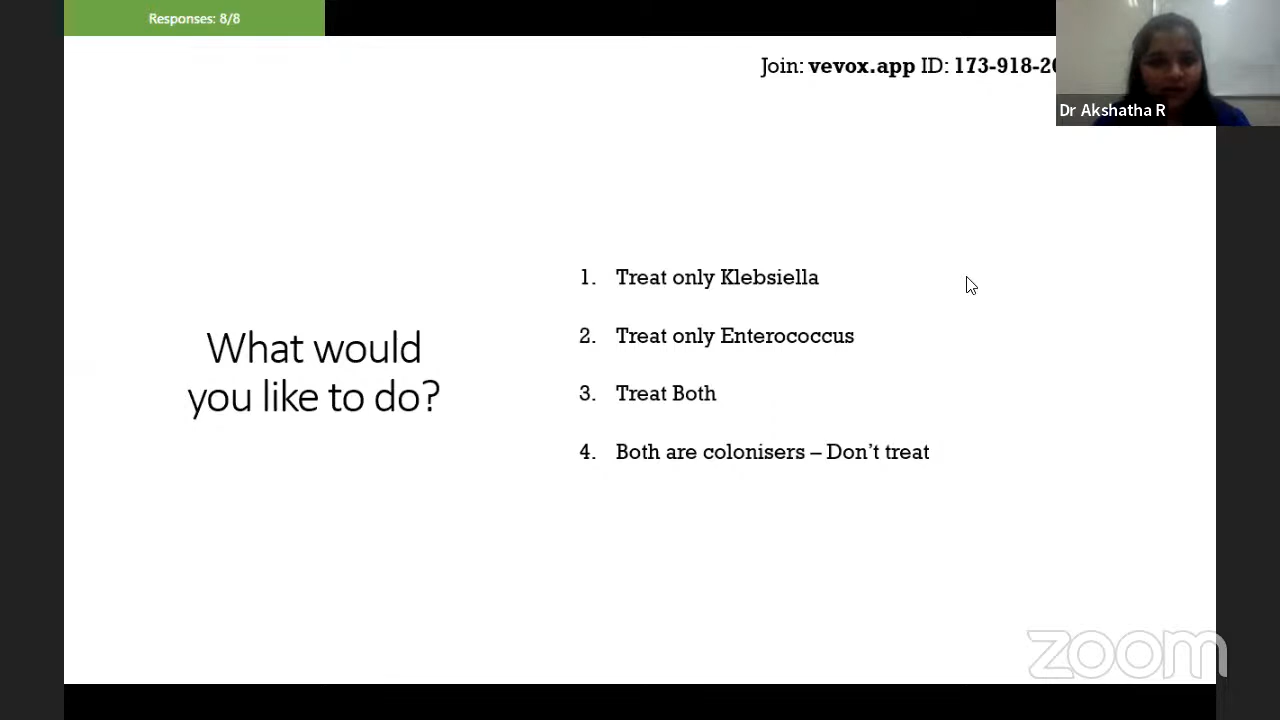 Responses: 8/8
Join: vevox.app ID: 173-918-20
Dr Akshatha R
What would
you like to do?
1. Treat only Klebsiella
2. Treat only Enterococcus
3. Treat Both
4. Both are colonisers – Don't treat
zoom